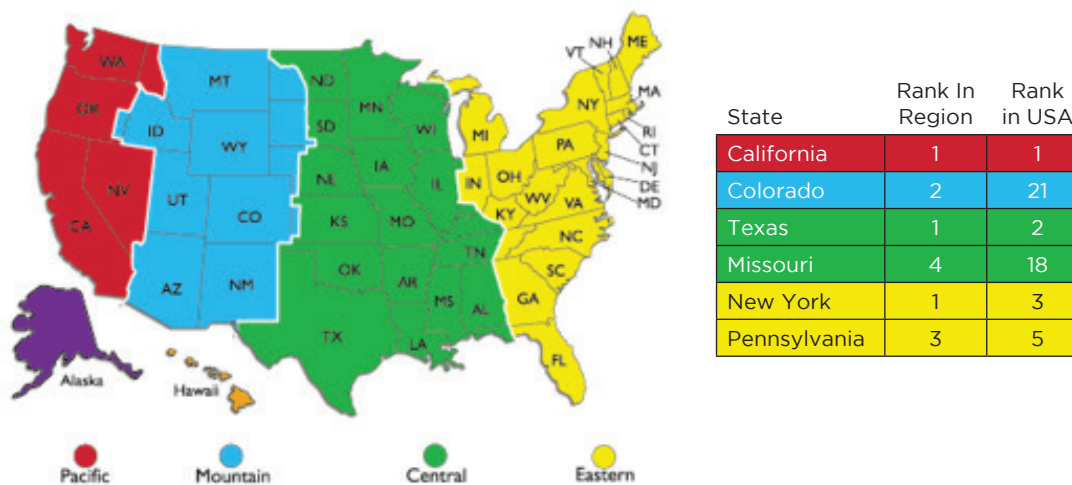 WA
OR
CA
NV
ID
MT
WY
UT
CO
AZ
NM
ND
SD
NE
KS
OK
TX
MN
IA
MO
AR
LA
WI
IL
TN
MS
AL
MI
IN
OH
KY
WV
VA
NC
SC
GA
FL
PA
NY
VT
NH
ME
MA
RI
CT
NJ
DE
MD
Alaska
Hawaii
Pacific
Mountain
Central
Eastern
State Rank In Region Rank in USA
California 1 1
Colorado 2 21
Texas 1 2
Missouri 4 18
New York 1 3
Pennsylvania 3 5